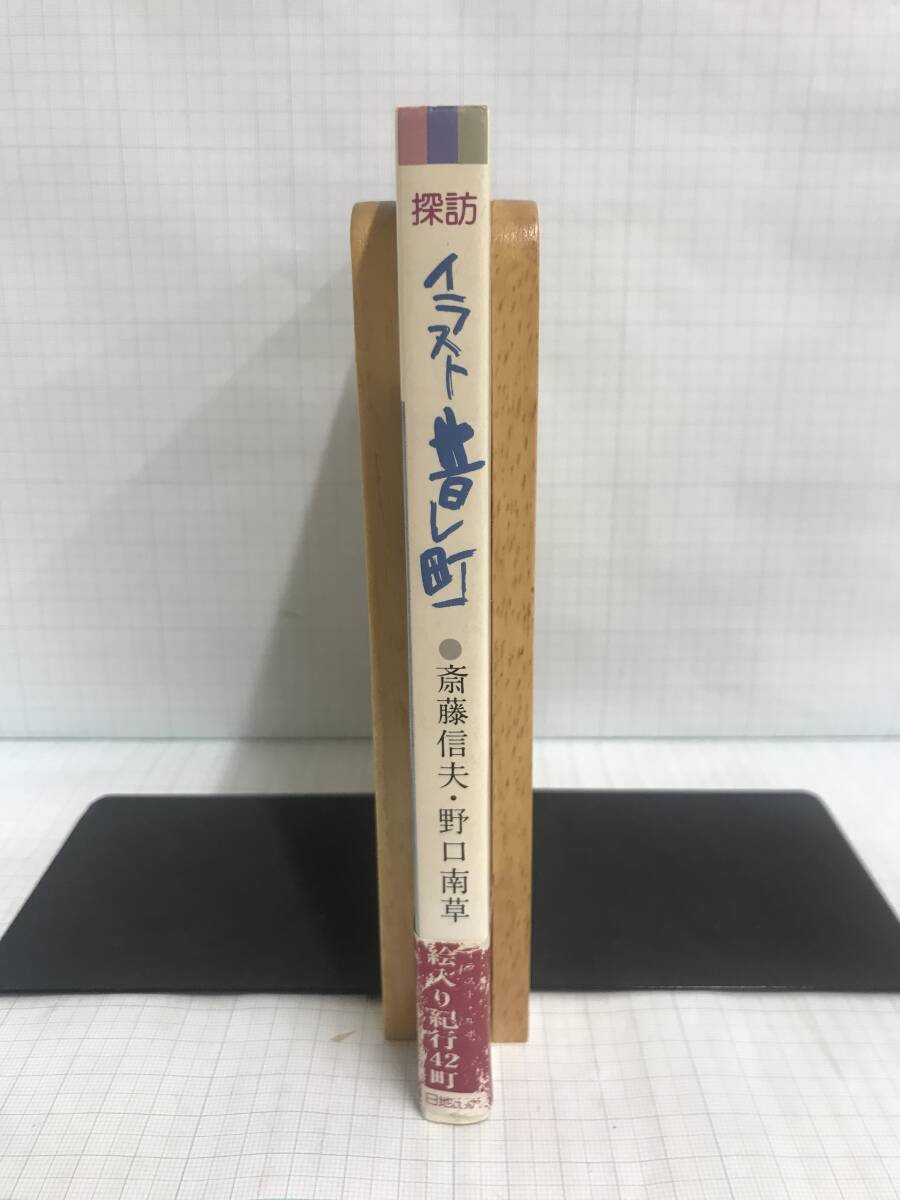 探訪
イラスト昔し町
●斎藤信夫・野口南草
絵入り紀行42町